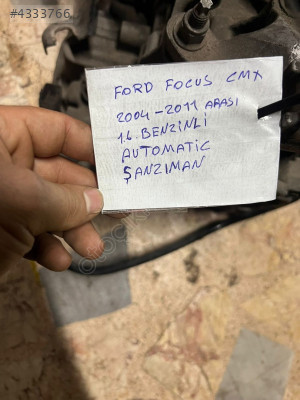 #4333766
FORD FOCUS CMX
2004-2011 ARASI
1.6 BENZİNLİ
AUTOMATIC
ŞANZIMAN